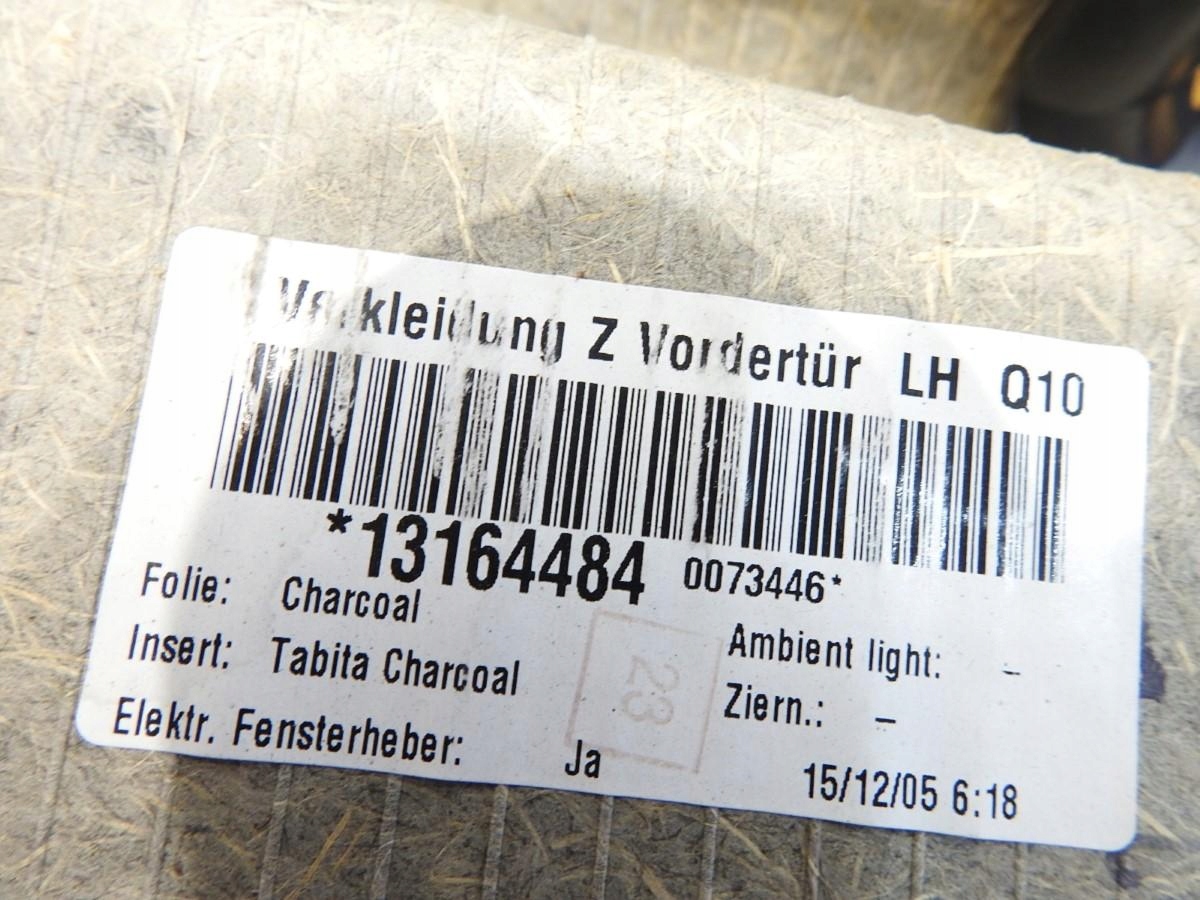 Verkleidung Z Vordertür LH Q10
*13164484 0073446*
Folie: Charcoal
Ambient light: -
Insert: Tabita Charcoal
Ziern.: -
Elektr. Fensterheber: Ja
15/12/05 6:18
23